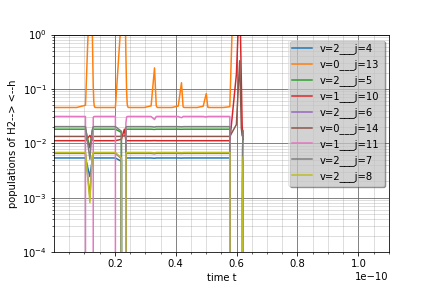 populations of H2--> <--h
10⁰
10⁻¹
10⁻²
10⁻³
10⁻⁴
v=2___j=4
v=0___j=13
v=2___j=5
v=1___j=10
v=2___j=6
v=0___j=14
v=1___j=11
v=2___j=7
v=2___j=8
0.2 0.4 0.6 0.8 1.0
1e−10
time t